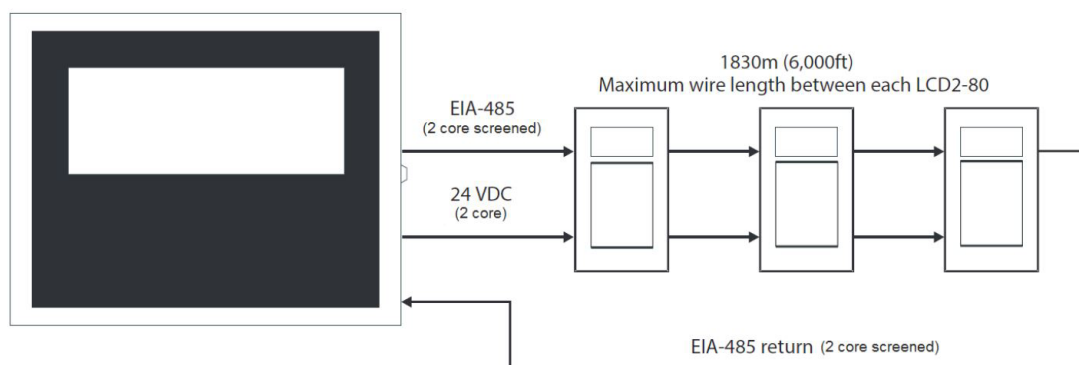 1830m (6,000ft)
Maximum wire length between each LCD2-80
EIA-485
(2 core screened)
24 VDC
(2 core)
EIA-485 return (2 core screened)